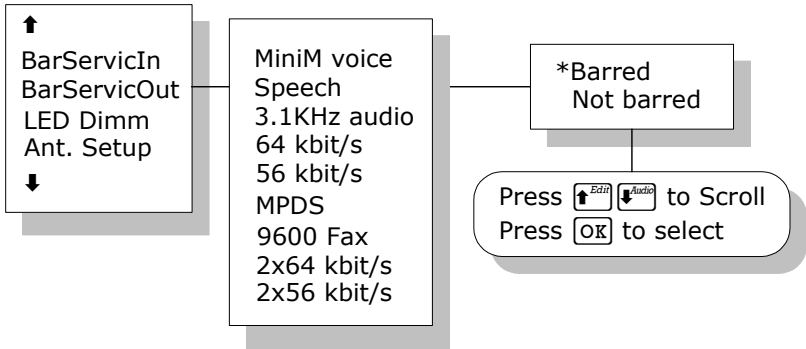 ⬆
BarServicIn
BarServicOut
LED Dimm
Ant. Setup
⬇
MiniM voice
Speech
3.1KHz audio
64 kbit/s
56 kbit/s
MPDS
9600 Fax
2x64 kbit/s
2x56 kbit/s
*Barred
Not barred
Press ⬆Edit ⬇Audio to Scroll
Press OK to select